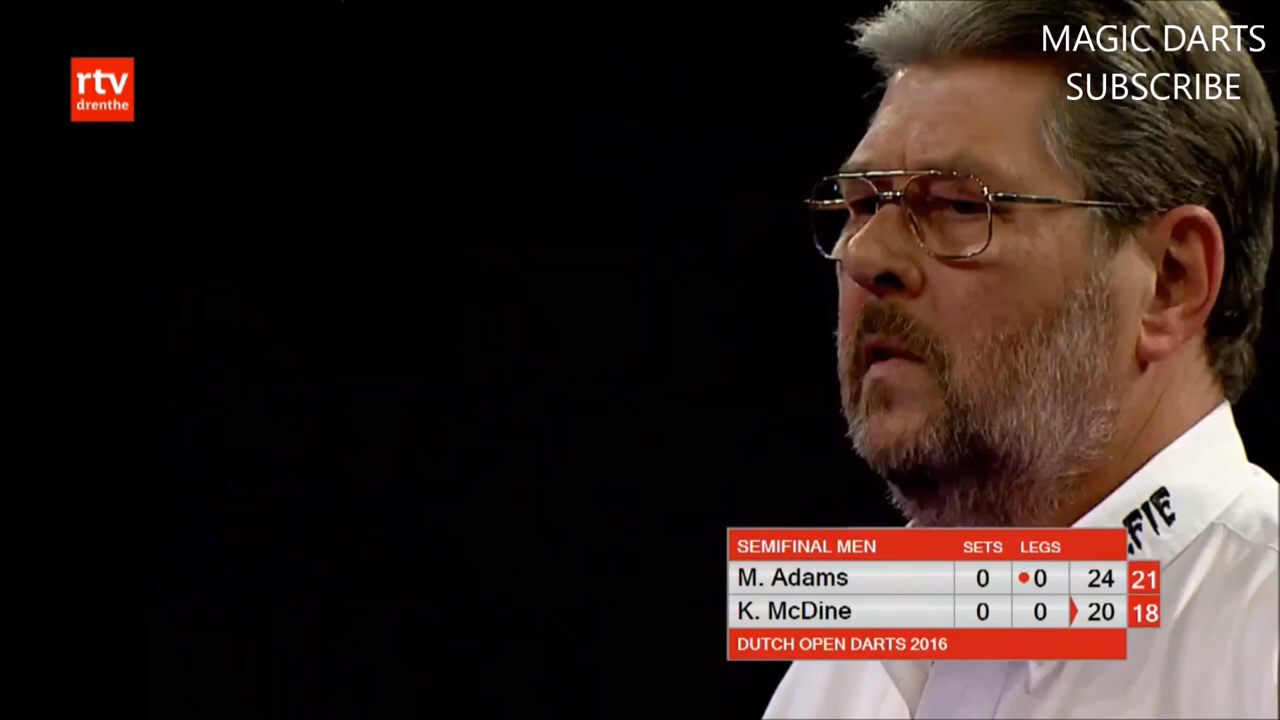 MAGIC DARTS
SUBSCRIBE
rtv
drenthe
FIE
SEMIFINAL MEN SETS LEGS
M. Adams 0 0 24 21
K. McDine 0 0 20 18
DUTCH OPEN DARTS 2016